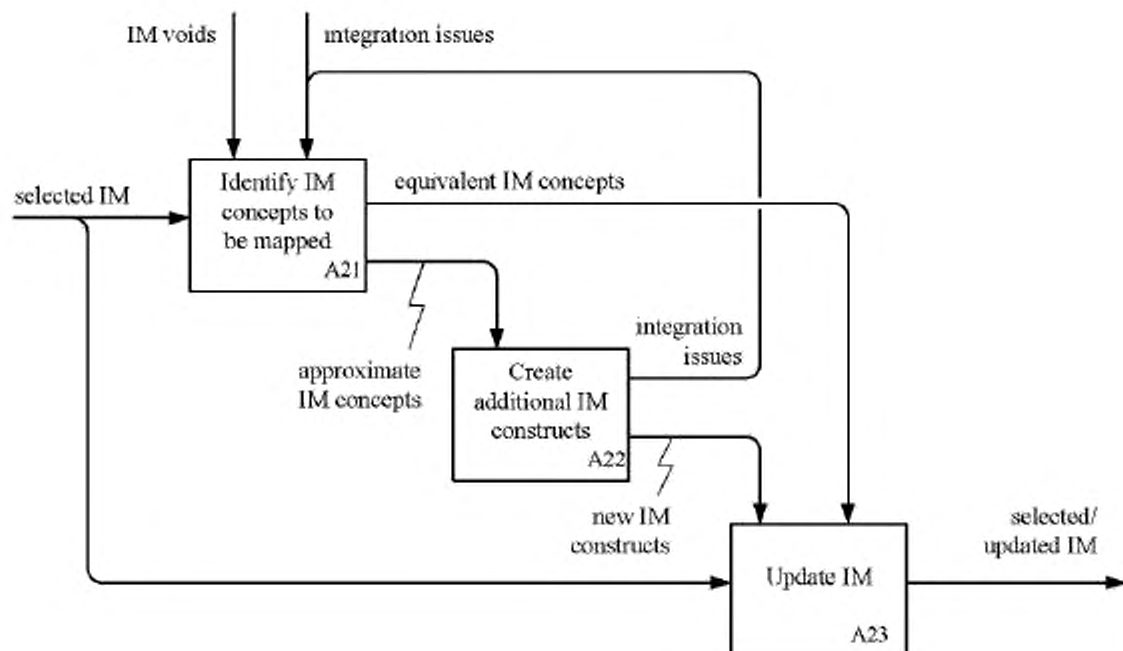 IM voids
integration issues
selected IM
Identify IM
concepts to
be mapped
A21
equivalent IM concepts
approximate
IM concepts
Create
additional IM
constructs
A22
integration
issues
new IM
constructs
selected/
updated IM
Update IM
A23